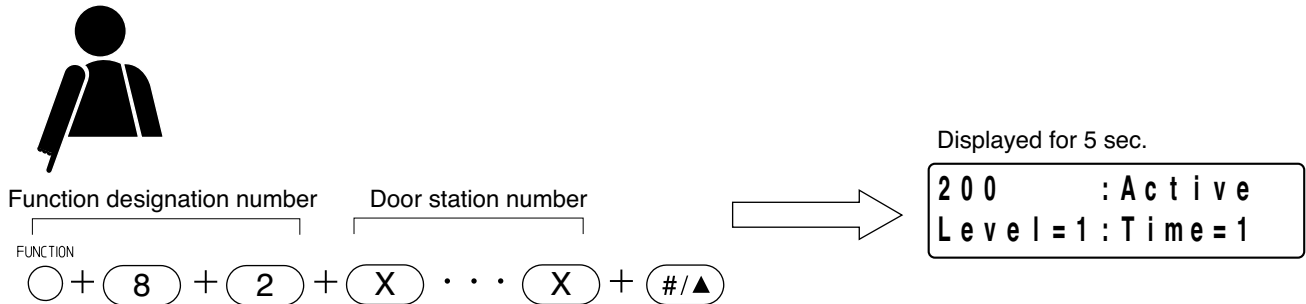 Displayed for 5 sec.
200 :Active
Level=1:Time=1
Function designation number Door station number
FUNCTION
+ 8 + 2 + X · · · X + #/▲